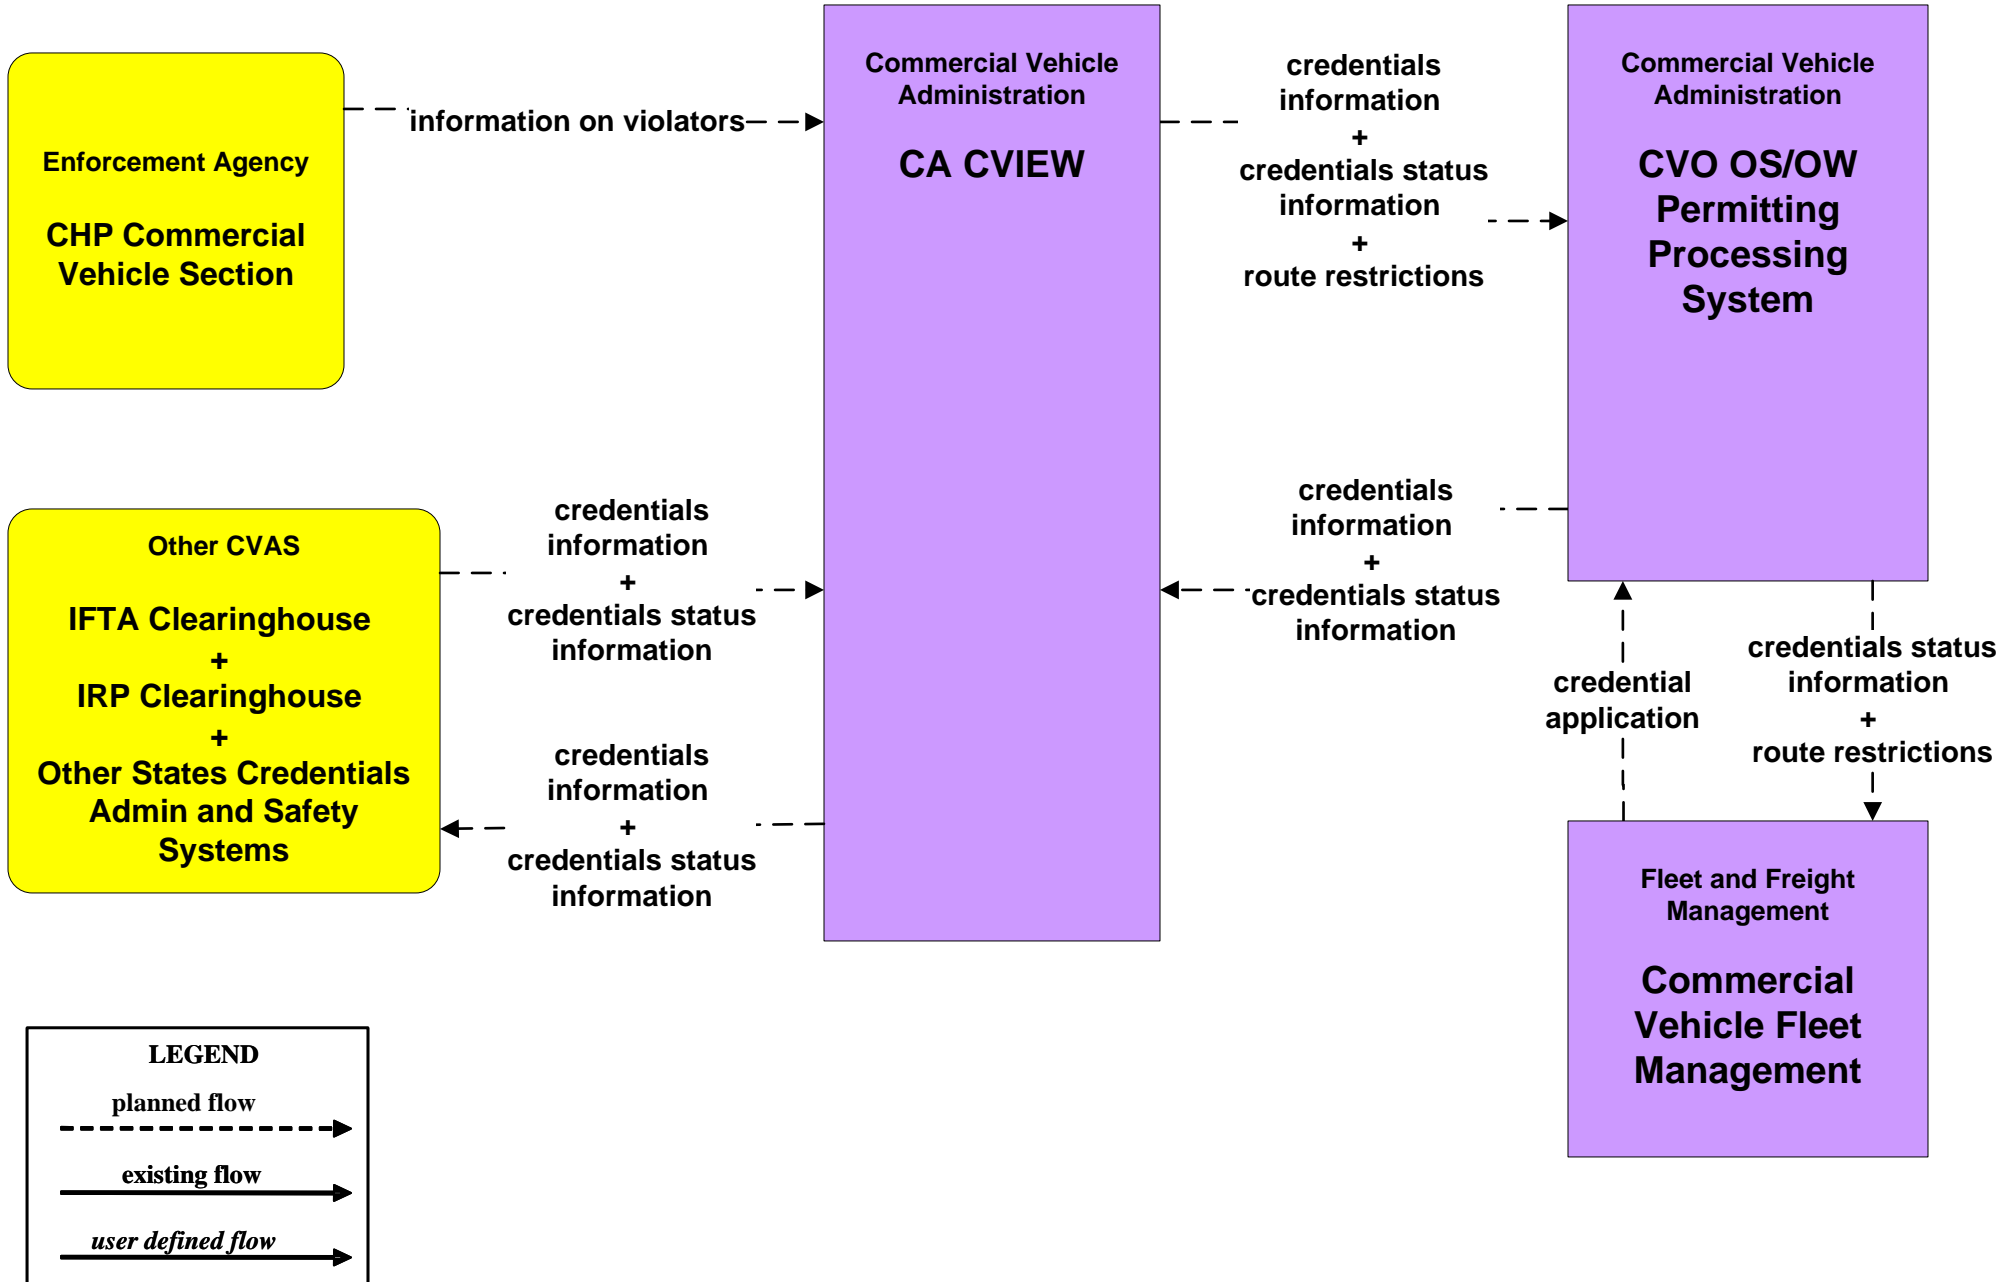 Enforcement Agency
CHP Commercial
Vehicle Section
information on violators
Commercial Vehicle
Administration
CA CVIEW
credentials
information
+
credentials status
information
+
route restrictions
Commercial Vehicle
Administration
CVO OS/OW
Permitting
Processing
System
Other CVAS
IFTA Clearinghouse
+
IRP Clearinghouse
+
Other States Credentials
Admin and Safety
Systems
credentials
information
+
credentials status
information
credentials
information
+
credentials status
information
credentials
information
+
credentials status
information
credential
application
credentials status
information
+
route restrictions
Fleet and Freight
Management
Commercial
Vehicle Fleet
Management
LEGEND
planned flow
existing flow
user defined flow